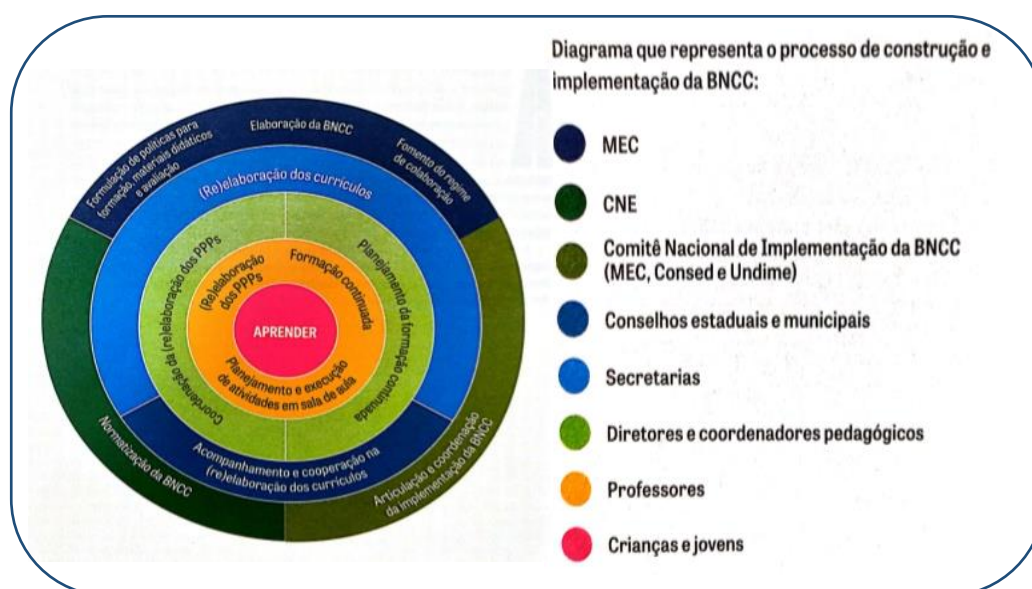 Diagrama que representa o processo de construção e
implementação da BNCC:
MEC
CNE
Comitê Nacional de Implementação da BNCC
(MEC, Consed e Undime)
Conselhos estaduais e municipais
Secretarias
Diretores e coordenadores pedagógicos
Professores
Crianças e jovens
Formulação de políticas para
formação, materiais didáticos
e avaliação
Elaboração da BNCC
Fomento do regime
de colaboração
(Re)elaboração dos currículos
Coordenação da (re)elaboração dos PPPs
Planejamento da formação continuada
(Re)elaboração
dos PPPs
Formação continuada
APRENDER
Planejamento e execução
de atividades em sala de aula
Acompanhamento e cooperação na
(re)elaboração dos currículos
Normatização da BNCC
Articulação e coordenação
da implementação da BNCC